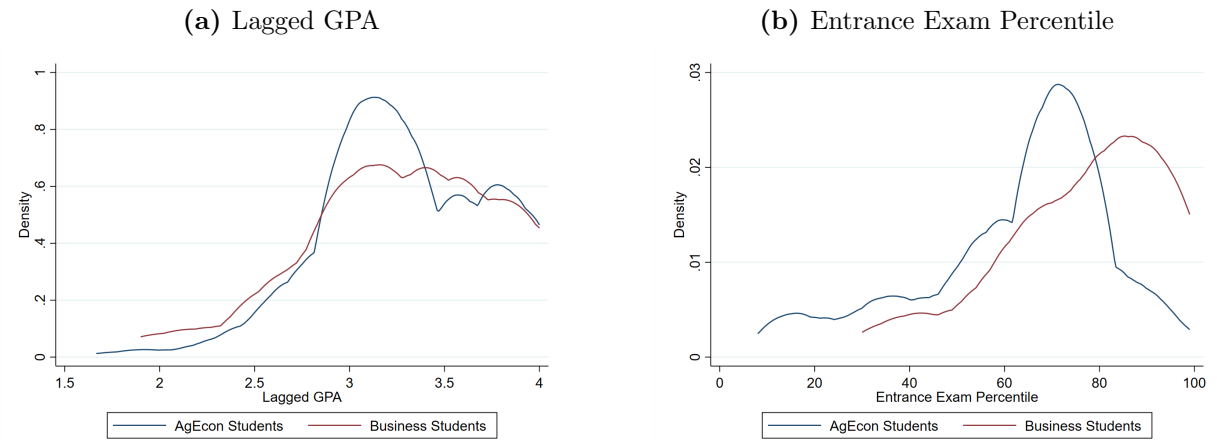 (a) Lagged GPA
Density
1
.8
.6
.4
.2
0
1.5 2 2.5 3 3.5 4
Lagged GPA
AgEcon Students Business Students
(b) Entrance Exam Percentile
Density
.03
.02
.01
0
0 20 40 60 80 100
Entrance Exam Percentile
AgEcon Students Business Students